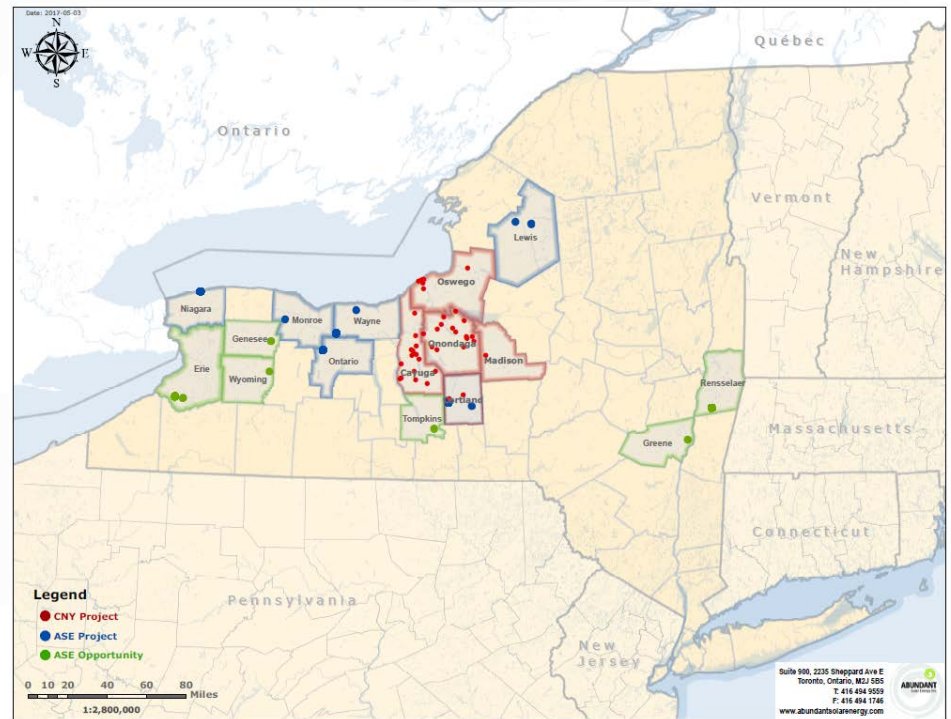 Date: 2017-05-03
N
W E
S
Québec
Ontario
Vermont
New
Hampshire
Lewis
Oswego
Niagara
Monroe
Wayne
Genesee
Onondaga
Madison
Ontario
Erie
Wyoming
Cayuga
Rensselaer
Cortland
Tompkins
Massachusetts
Greene
Connecticut
Pennsylvania
New
Jersey
Legend
CNY Project
ASE Project
ASE Opportunity
0 10 20 40 60 80
Miles
1:2,800,000
Suite 900, 2235 Sheppard Ave E
Toronto, Ontario, M2J 5B5
T: 416 494 9559
F: 416 494 1746
www.abundantsolarenergy.com
ABUNDANT